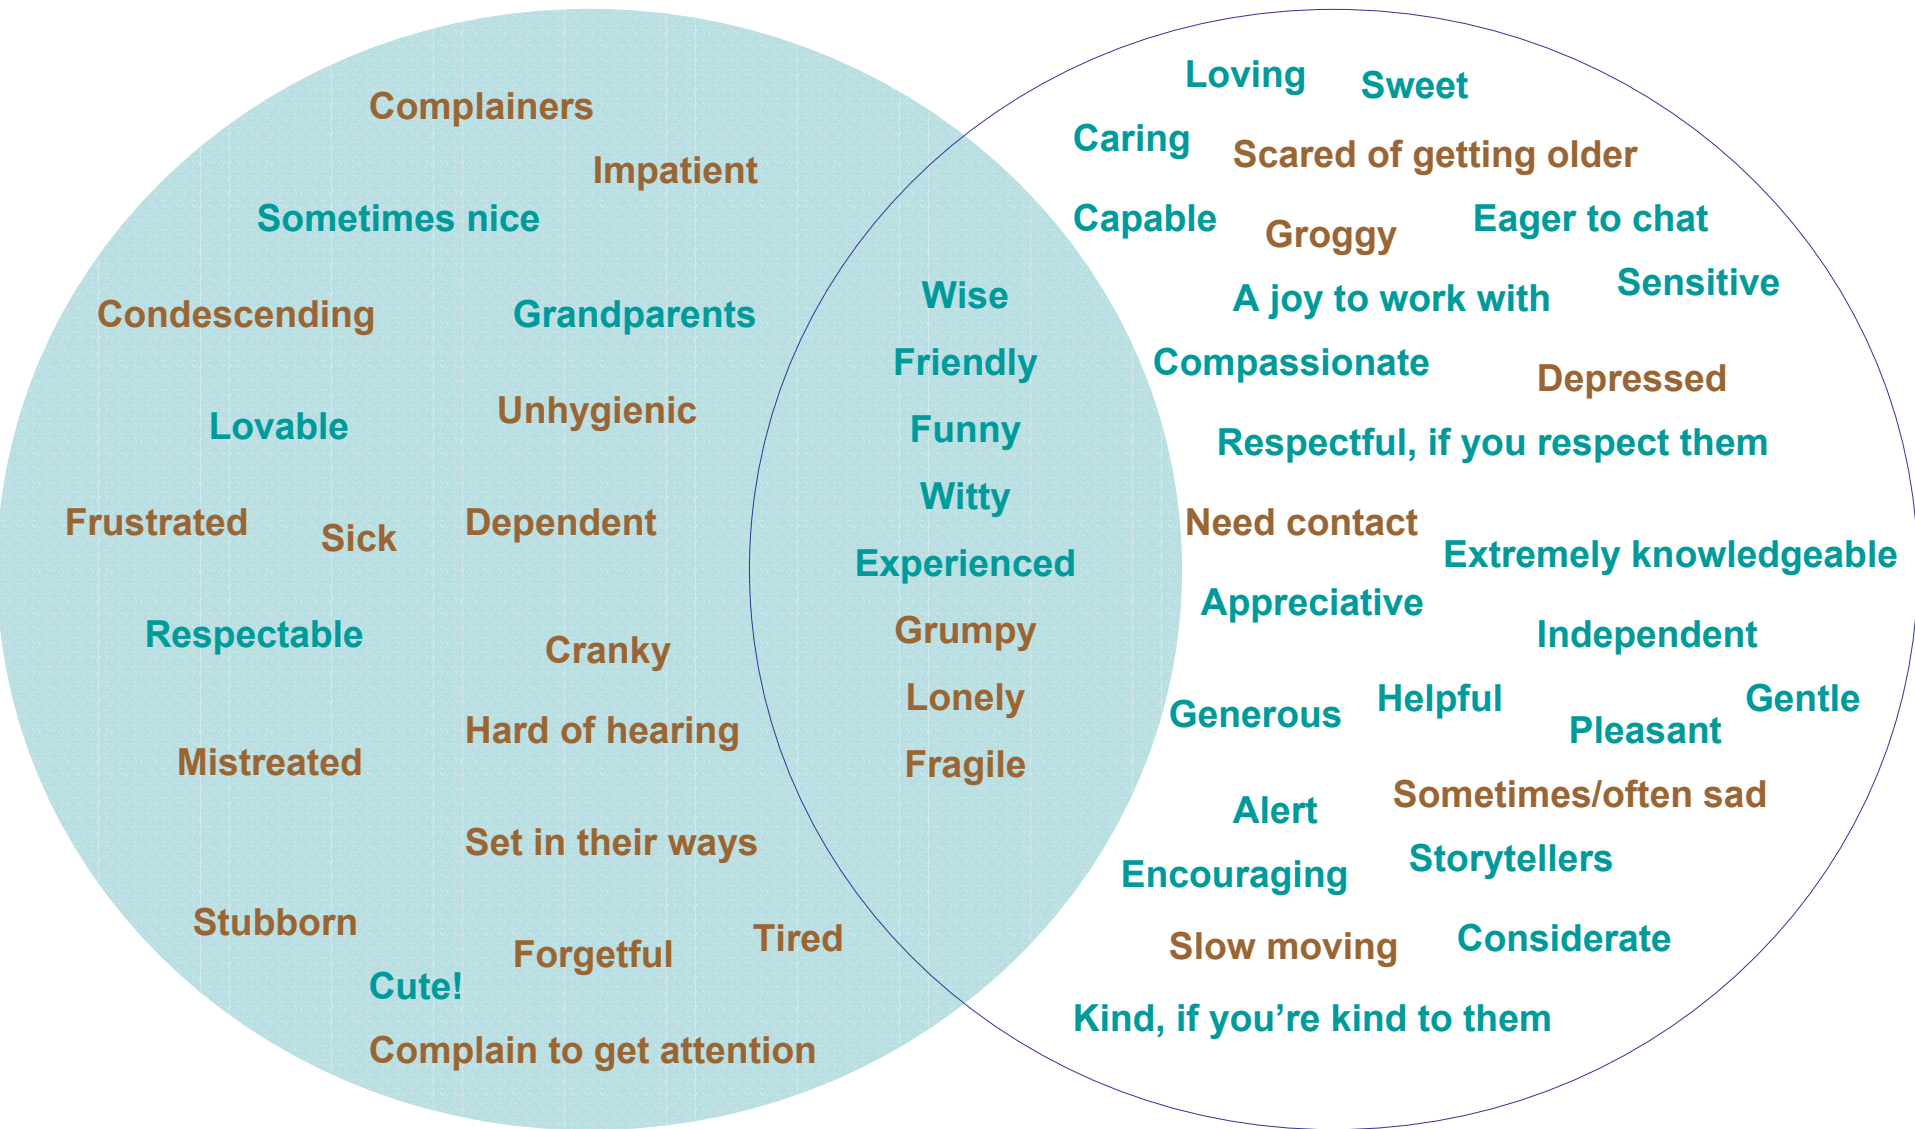 Complainers
Impatient
Sometimes nice
Condescending
Grandparents
Lovable
Unhygienic
Frustrated
Sick
Dependent
Respectable
Cranky
Mistreated
Hard of hearing
Set in their ways
Stubborn
Forgetful
Tired
Cute!
Complain to get attention
Wise
Friendly
Funny
Witty
Experienced
Grumpy
Lonely
Fragile
Loving
Sweet
Caring
Scared of getting older
Capable
Groggy
Eager to chat
A joy to work with
Sensitive
Compassionate
Depressed
Respectful, if you respect them
Need contact
Extremely knowledgeable
Appreciative
Independent
Generous
Helpful
Gentle
Pleasant
Alert
Sometimes/often sad
Encouraging
Storytellers
Slow moving
Considerate
Kind, if you’re kind to them